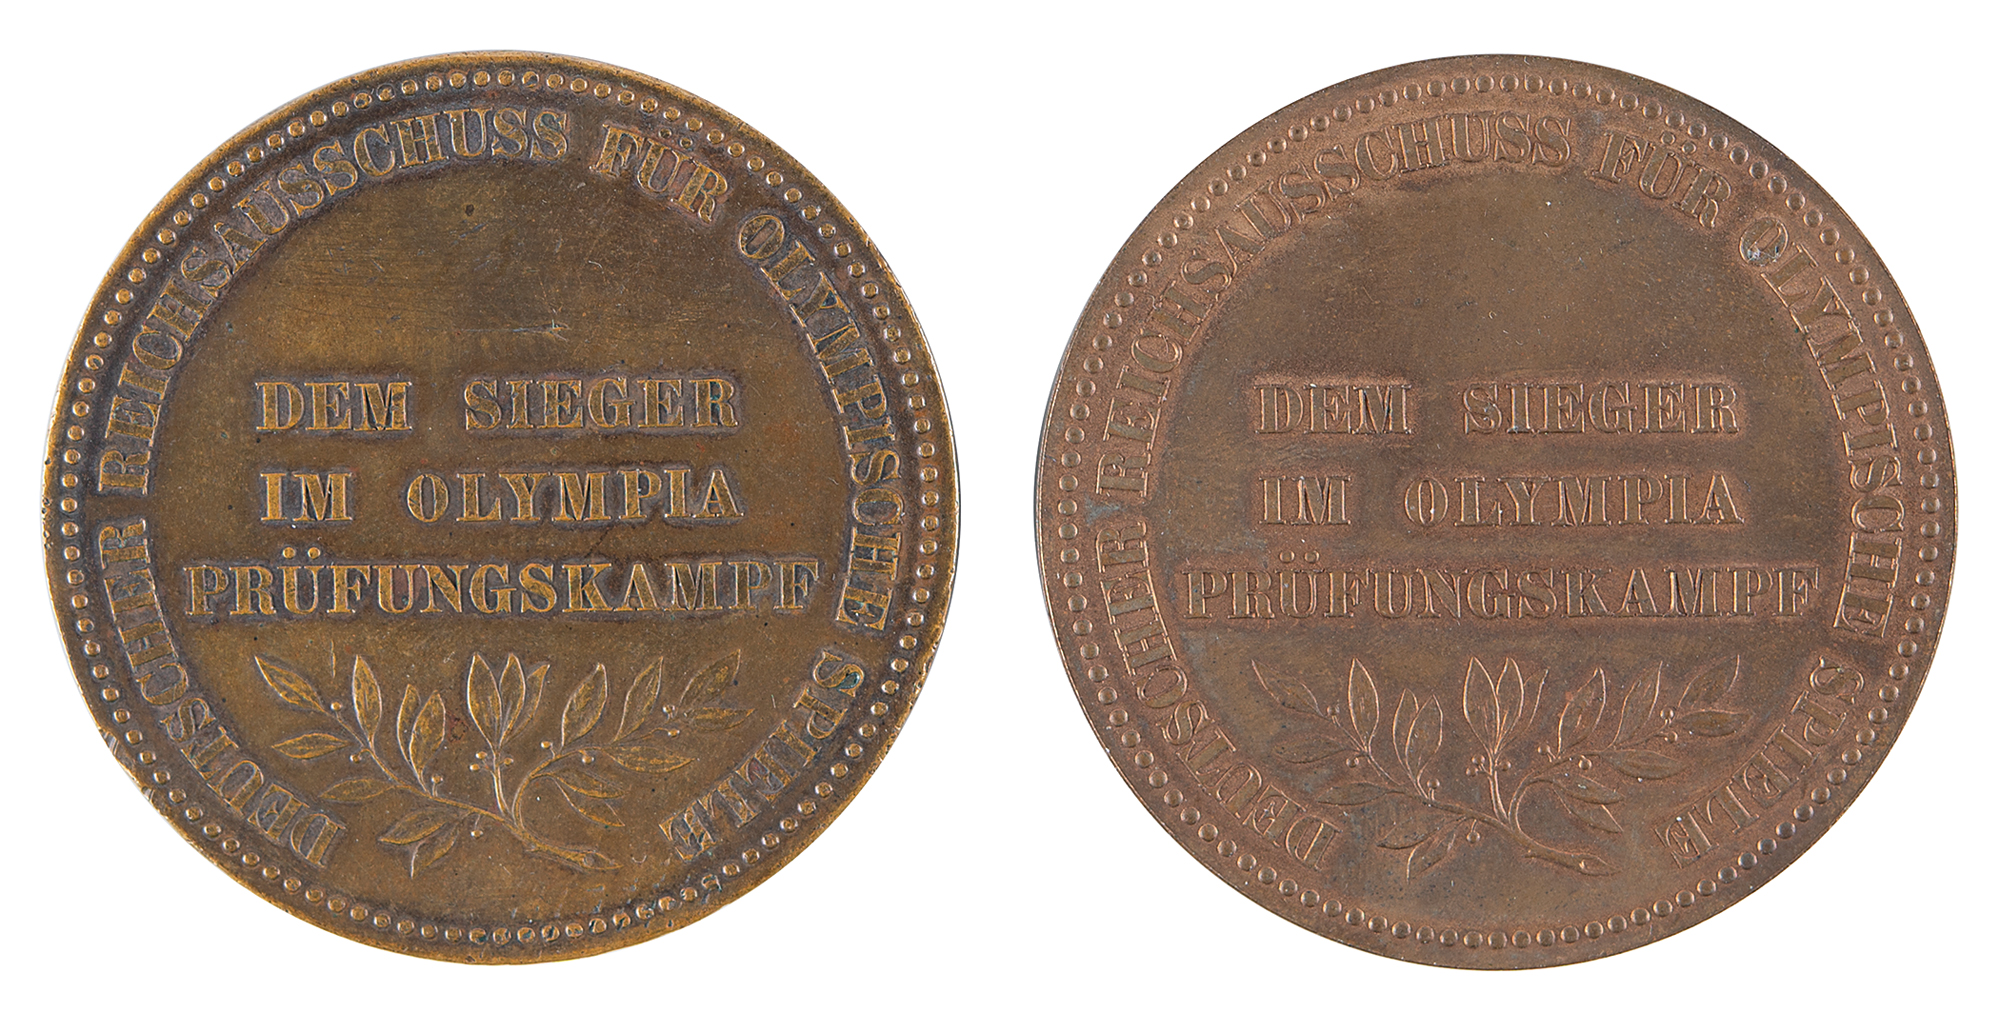 DEUTSCHER REICHSAUSSCHUSS FÜR OLYMPISCHE SPIELE
DEM SIEGER
IM OLYMPIA
PRÜFUNGSKAMPF
DEUTSCHER REICHSAUSSCHUSS FÜR OLYMPISCHE SPIELE
DEM SIEGER
IM OLYMPIA
PRÜFUNGSKAMPF